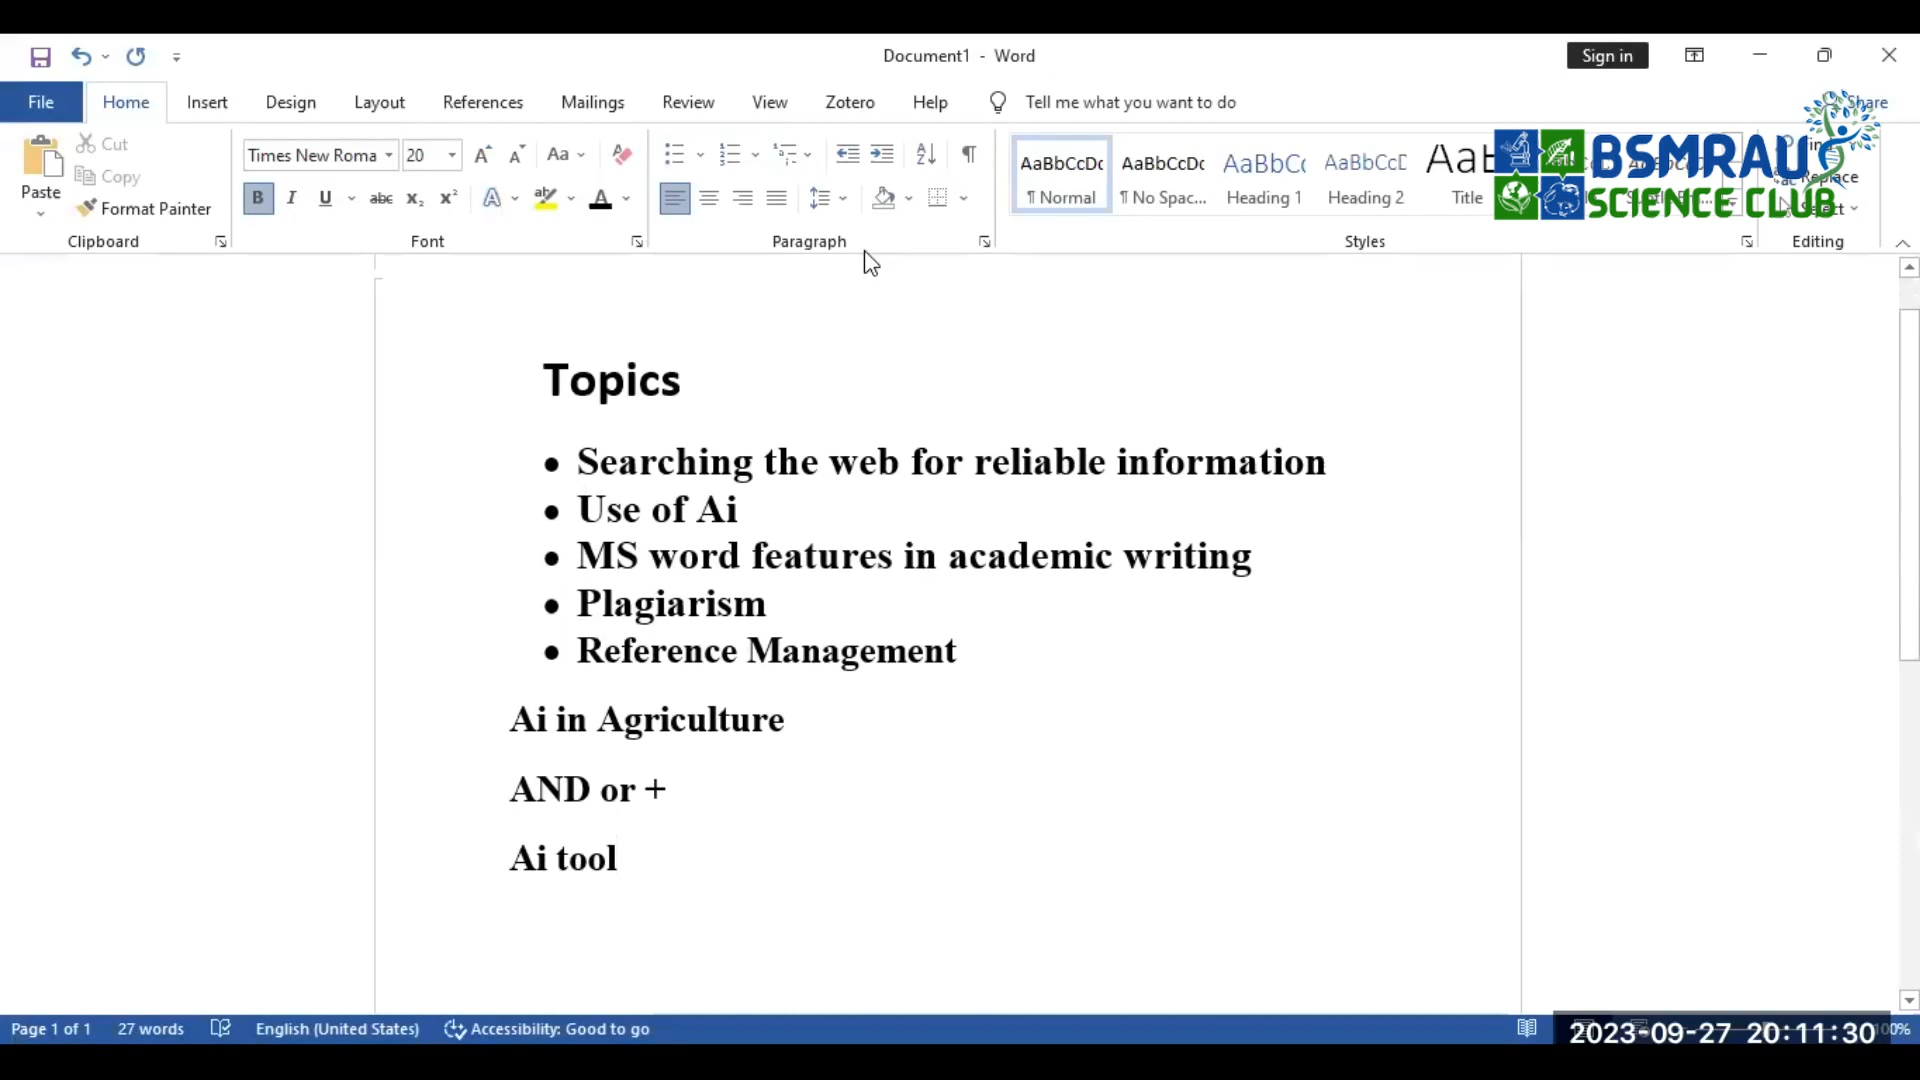 Document1 - Word
Sign in
File Home Insert Design Layout References Mailings Review View Zotero Help Tell me what you want to do Share
Paste
Cut
Copy
Format Painter
Clipboard
Times New Roma 20
Font
Paragraph
AaBbCcDc AaBbCcDc AaBbCc AaBbCcD AaB
¶ Normal ¶ No Spac... Heading 1 Heading 2 Title
Styles
Replace
Select
Editing
BSMRAU
SCIENCE CLUB
Topics
• Searching the web for reliable information
• Use of Ai
• MS word features in academic writing
• Plagiarism
• Reference Management
Ai in Agriculture
AND or +
Ai tool
Page 1 of 1 27 words English (United States) Accessibility: Good to go
2023-09-27 20:11:30